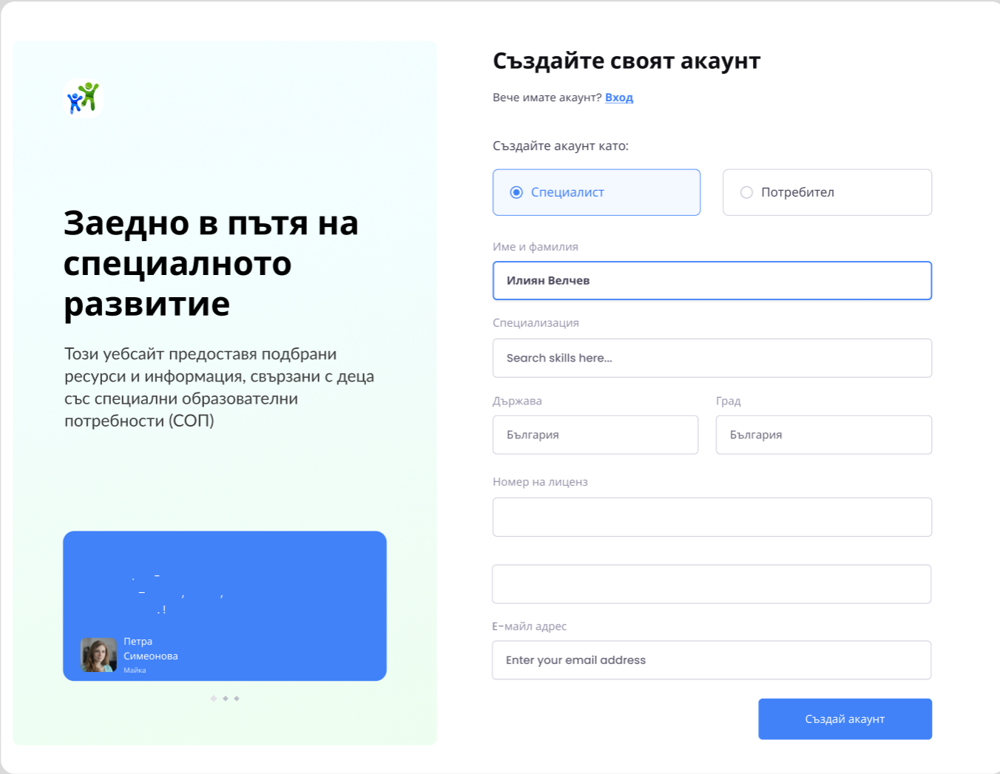 Заедно в пътя на
специалното
развитие
Този уебсайт предоставя подбрани
ресурси и информация, свързани с деца
със специални образователни
потребности (СОП)
. –
– , ,
. !
Петра
Симеонова
Майка
Създайте своят акаунт
Вече имате акаунт? Вход
Създайте акаунт като:
Специалист
Потребител
Име и фамилия
Илиян Велчев
Специализация
Search skills here...
Държава
Град
България
България
Номер на лиценз
Е-майл адрес
Enter your email address
Създай акаунт